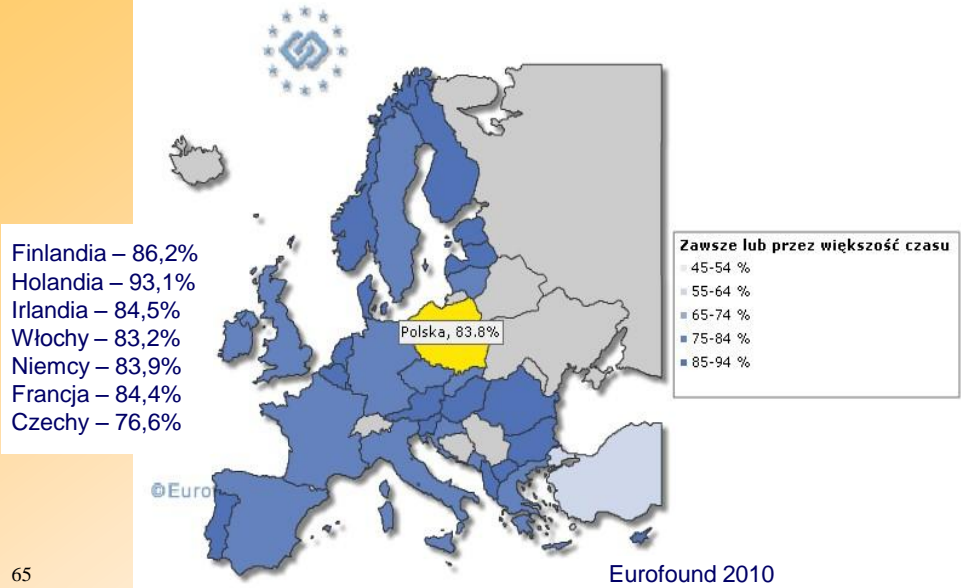 Finlandia – 86,2%
Holandia – 93,1%
Irlandia – 84,5%
Włochy – 83,2%
Niemcy – 83,9%
Francja – 84,4%
Czechy – 76,6%
Polska, 83.8%
Zawsze lub przez większość czasu
45-54 %
55-64 %
65-74 %
75-84 %
85-94 %
©Eurof
65
Eurofound 2010